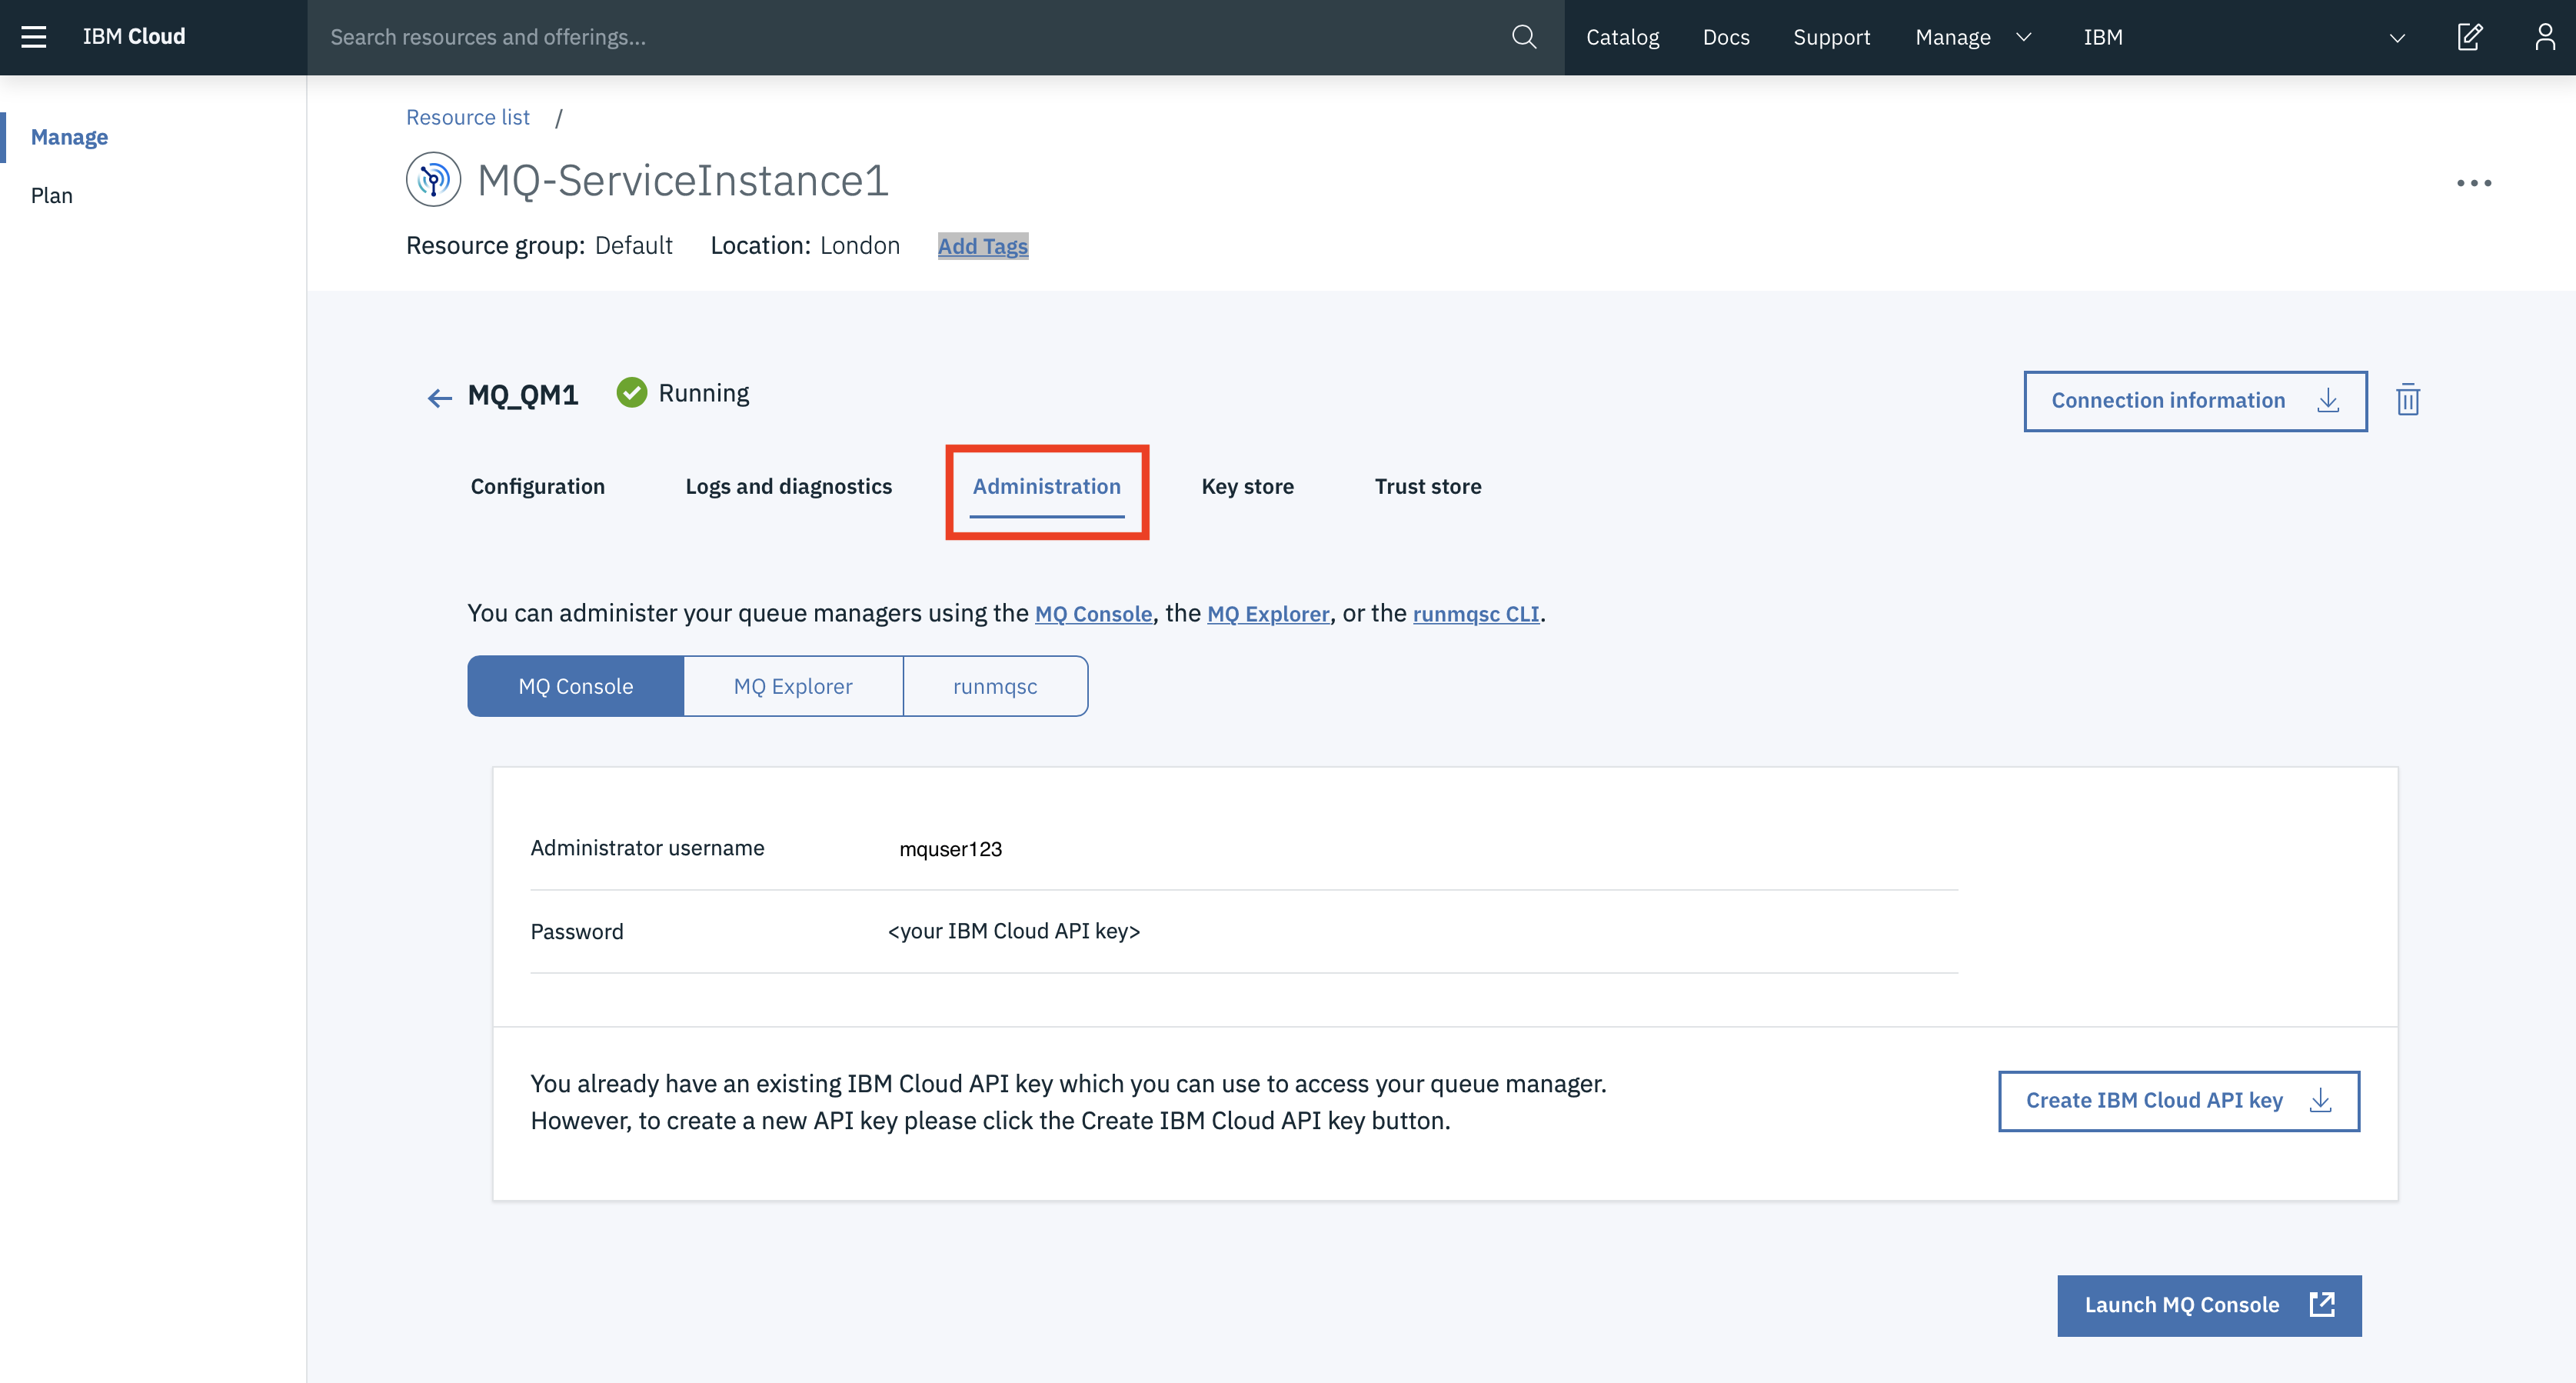 IBM Cloud
Search resources and offerings...
Catalog
Docs
Support
Manage
IBM
Manage
Plan
Resource list /
MQ-ServiceInstance1
Resource group: Default Location: London Add Tags
MQ_QM1 Running
Connection information
Configuration
Logs and diagnostics
Administration
Key store
Trust store
You can administer your queue managers using the MQ Console, the MQ Explorer, or the runmqsc CLI.
MQ Console
MQ Explorer
runmqsc
Administrator username mquser123
Password <your IBM Cloud API key>
You already have an existing IBM Cloud API key which you can use to access your queue manager.
However, to create a new API key please click the Create IBM Cloud API key button.
Create IBM Cloud API key
Launch MQ Console